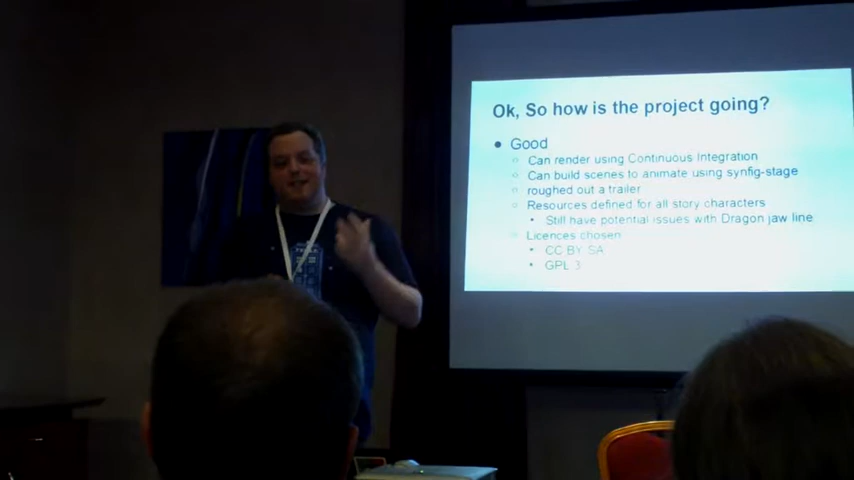 Ok, So how is the project going?
● Good
○ Can render using Continuous Integration
○ Can build scenes to animate using synfig-stage
○ roughed out a trailer
○ Resources defined for all story characters
• Still have potential issues with Dragon jaw line
○ Licences chosen
• CC BY SA
• GPL 3